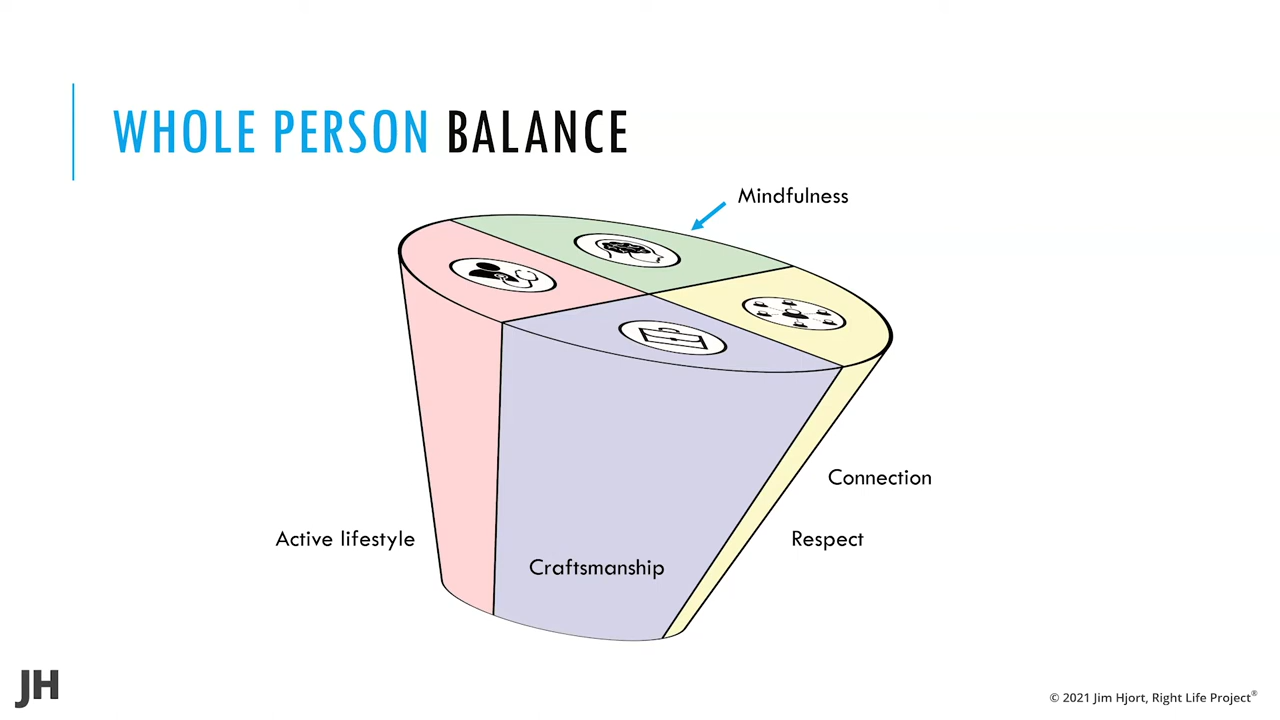 WHOLE PERSON BALANCE
Mindfulness
Connection
Active lifestyle
Respect
Craftsmanship
JH
© 2021 Jim Hjort, Right Life Project®